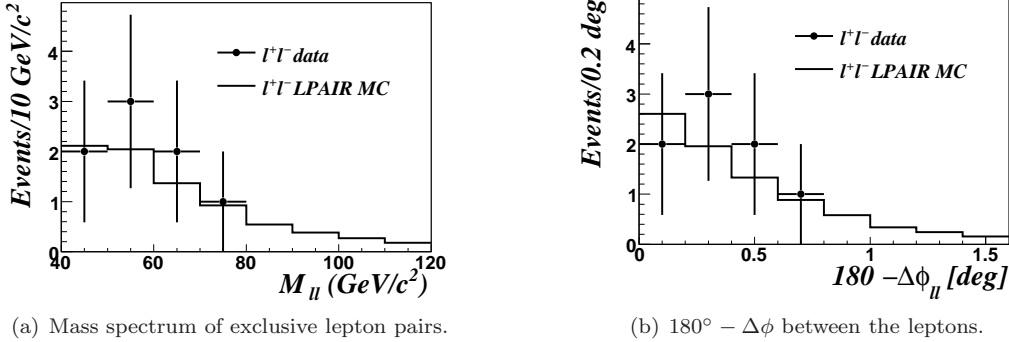 Events/10 GeV/c²
4
3
2
1
0
l⁺l⁻ data
l⁺l⁻ LPAIR MC
40 60 80 100 120
M_ll (GeV/c²)
(a) Mass spectrum of exclusive lepton pairs.
Events/0.2 deg
4
3
2
1
0
l⁺l⁻ data
l⁺l⁻ LPAIR MC
0 0.5 1 1.5
180 −Δϕ_ll [deg]
(b) 180° − Δϕ between the leptons.